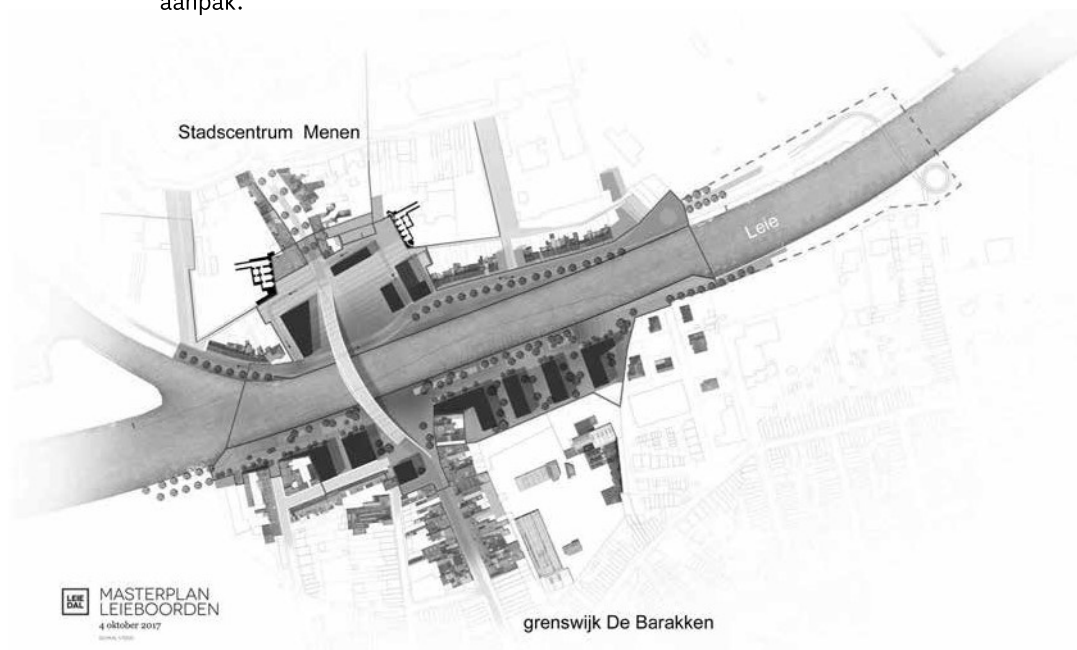 aanpak.
Stadscentrum Menen
Leie
LEIE
DAL
MASTERPLAN
LEIEBOORDEN
4 oktober 2017
grenswijk De Barakken